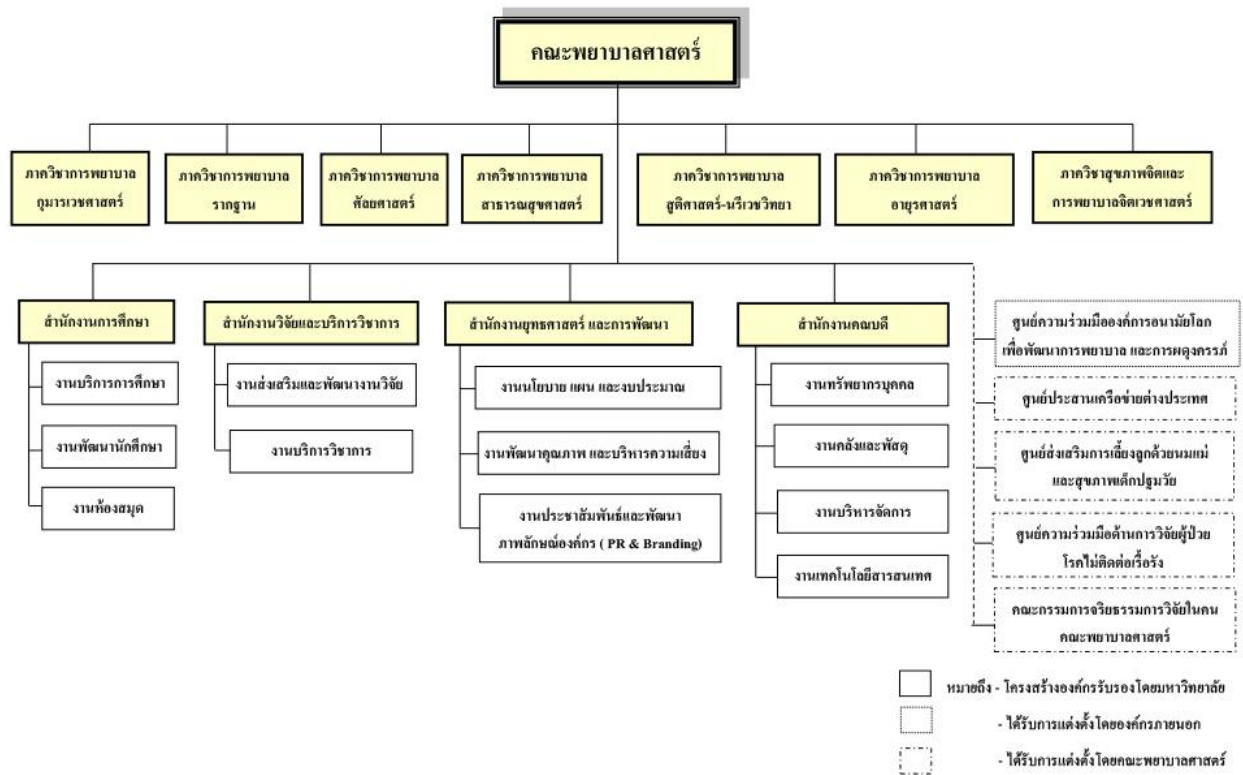 คณะพยาบาลศาสตร์
ภาควิชาการพยาบาล
กุมารเวชศาสตร์
ภาควิชาการพยาบาล
รากฐาน
ภาควิชาการพยาบาล
ศัลยศาสตร์
ภาควิชาการพยาบาล
สาธารณสุขศาสตร์
ภาควิชาการพยาบาล
สูติศาสตร์-นรีเวชวิทยา
ภาควิชาการพยาบาล
อายุรศาสตร์
ภาควิชาสุขภาพจิตและ
การพยาบาลจิตเวชศาสตร์
สำนักงานการศึกษา
งานบริการการศึกษา
งานพัฒนานักศึกษา
งานห้องสมุด
สำนักงานวิจัยและบริการวิชาการ
งานส่งเสริมและพัฒนางานวิจัย
งานบริการวิชาการ
สำนักงานยุทธศาสตร์ และการพัฒนา
งานนโยบาย แผน และงบประมาณ
งานพัฒนาคุณภาพ และบริหารความเสี่ยง
งานประชาสัมพันธ์และพัฒนา
ภาพลักษณ์องค์กร ( PR & Branding)
สำนักงานคณบดี
งานทรัพยากรบุคคล
งานคลังและพัสดุ
งานบริหารจัดการ
งานเทคโนโลยีสารสนเทศ
ศูนย์ความร่วมมือองค์การอนามัยโลก
เพื่อพัฒนาการพยาบาล และการผดุงครรภ์
ศูนย์ประสานเครือข่ายต่างประเทศ
ศูนย์ส่งเสริมการเลี้ยงลูกด้วยนมแม่
และสุขภาพเด็กปฐมวัย
ศูนย์ความร่วมมือด้านการวิจัยผู้ป่วย
โรคไม่ติดต่อเรื้อรัง
คณะกรรมการจริยธรรมการวิจัยในคน
คณะพยาบาลศาสตร์
หมายถึง - โครงสร้างองค์กรรับรองโดยมหาวิทยาลัย
- ได้รับการแต่งตั้งโดยองค์กรภายนอก
- ได้รับการแต่งตั้งโดยคณะพยาบาลศาสตร์